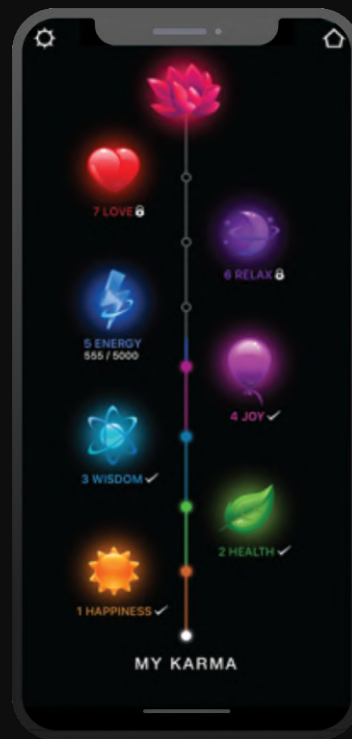 7 LOVE
6 RELAX
5 ENERGY
555 / 5000
4 JOY
3 WISDOM
2 HEALTH
1 HAPPINESS
MY KARMA